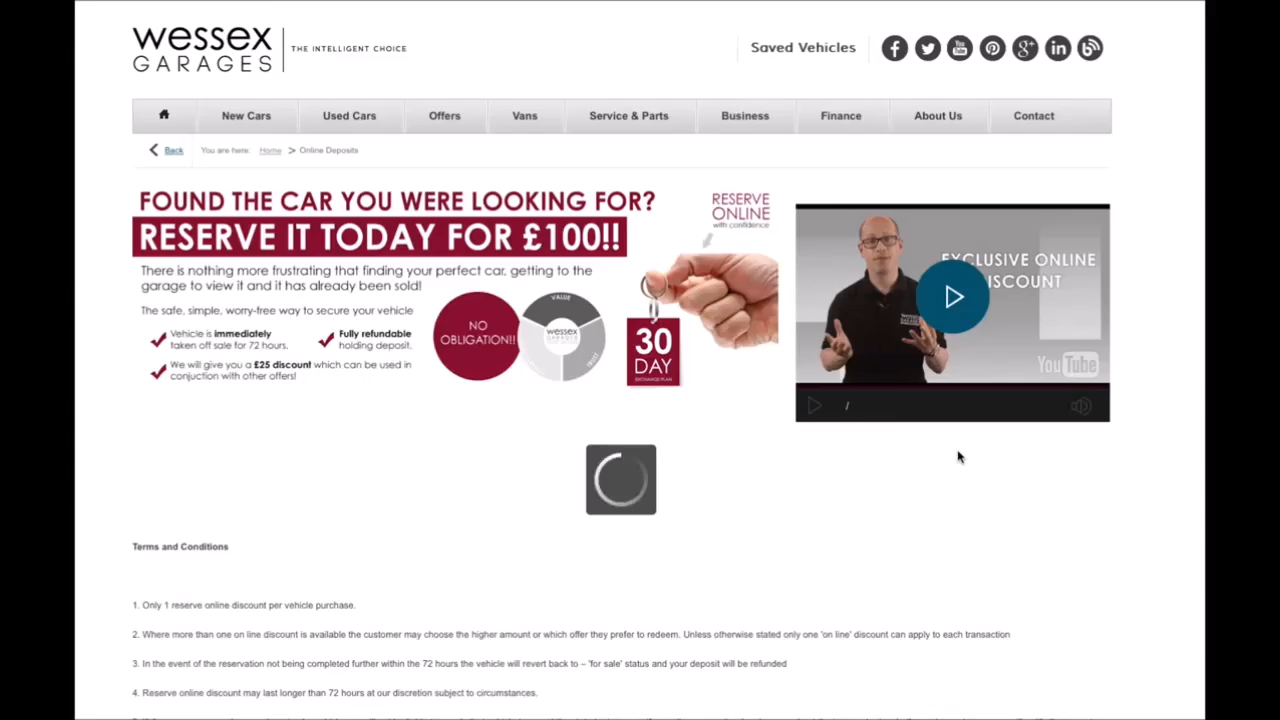 wessex
GARAGES
THE INTELLIGENT CHOICE
Saved Vehicles
New Cars
Used Cars
Offers
Vans
Service & Parts
Business
Finance
About Us
Contact
Back
You are here: Home > Online Deposits
FOUND THE CAR YOU WERE LOOKING FOR?
RESERVE IT TODAY FOR £100!!
There is nothing more frustrating that finding your perfect car, getting to the
garage to view it and it has already been sold!
The safe, simple, worry-free way to secure your vehicle
Vehicle is immediately
taken off sale for 72 hours.
Fully refundable
holding deposit.
We will give you a £25 discount which can be used in
conjuction with other offers!
NO
OBLIGATION!!
VALUE
wessex
GARAGES
TRUST
RESERVE
ONLINE
with confidence
30
DAY
EXCHANGE PLAN
EXCLUSIVE ONLINE
DISCOUNT
YouTube
/
Terms and Conditions
1. Only 1 reserve online discount per vehicle purchase.
2. Where more than one on line discount is available the customer may choose the higher amount or which offer they prefer to redeem. Unless otherwise stated only one 'on line' discount can apply to each transaction
3. In the event of the reservation not being completed further within the 72 hours the vehicle will revert back to – 'for sale' status and your deposit will be refunded
4. Reserve online discount may last longer than 72 hours at our discretion subject to circumstances.